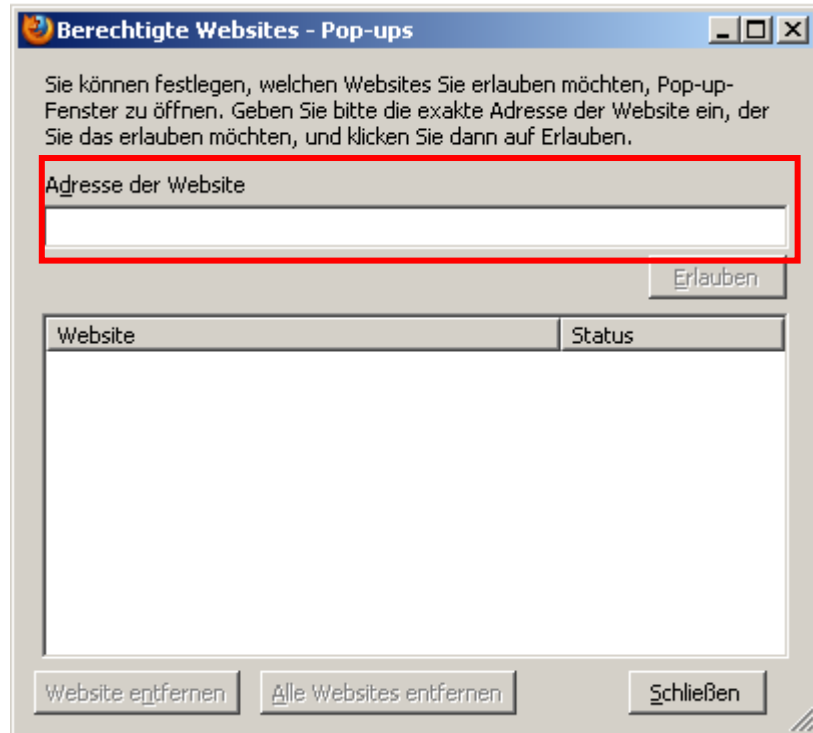 Berechtigte Websites - Pop-ups
Sie können festlegen, welchen Websites Sie erlauben möchten, Pop-up-
Fenster zu öffnen. Geben Sie bitte die exakte Adresse der Website ein, der
Sie das erlauben möchten, und klicken Sie dann auf Erlauben.
Adresse der Website
Erlauben
Website Status
Website entfernen Alle Websites entfernen Schließen